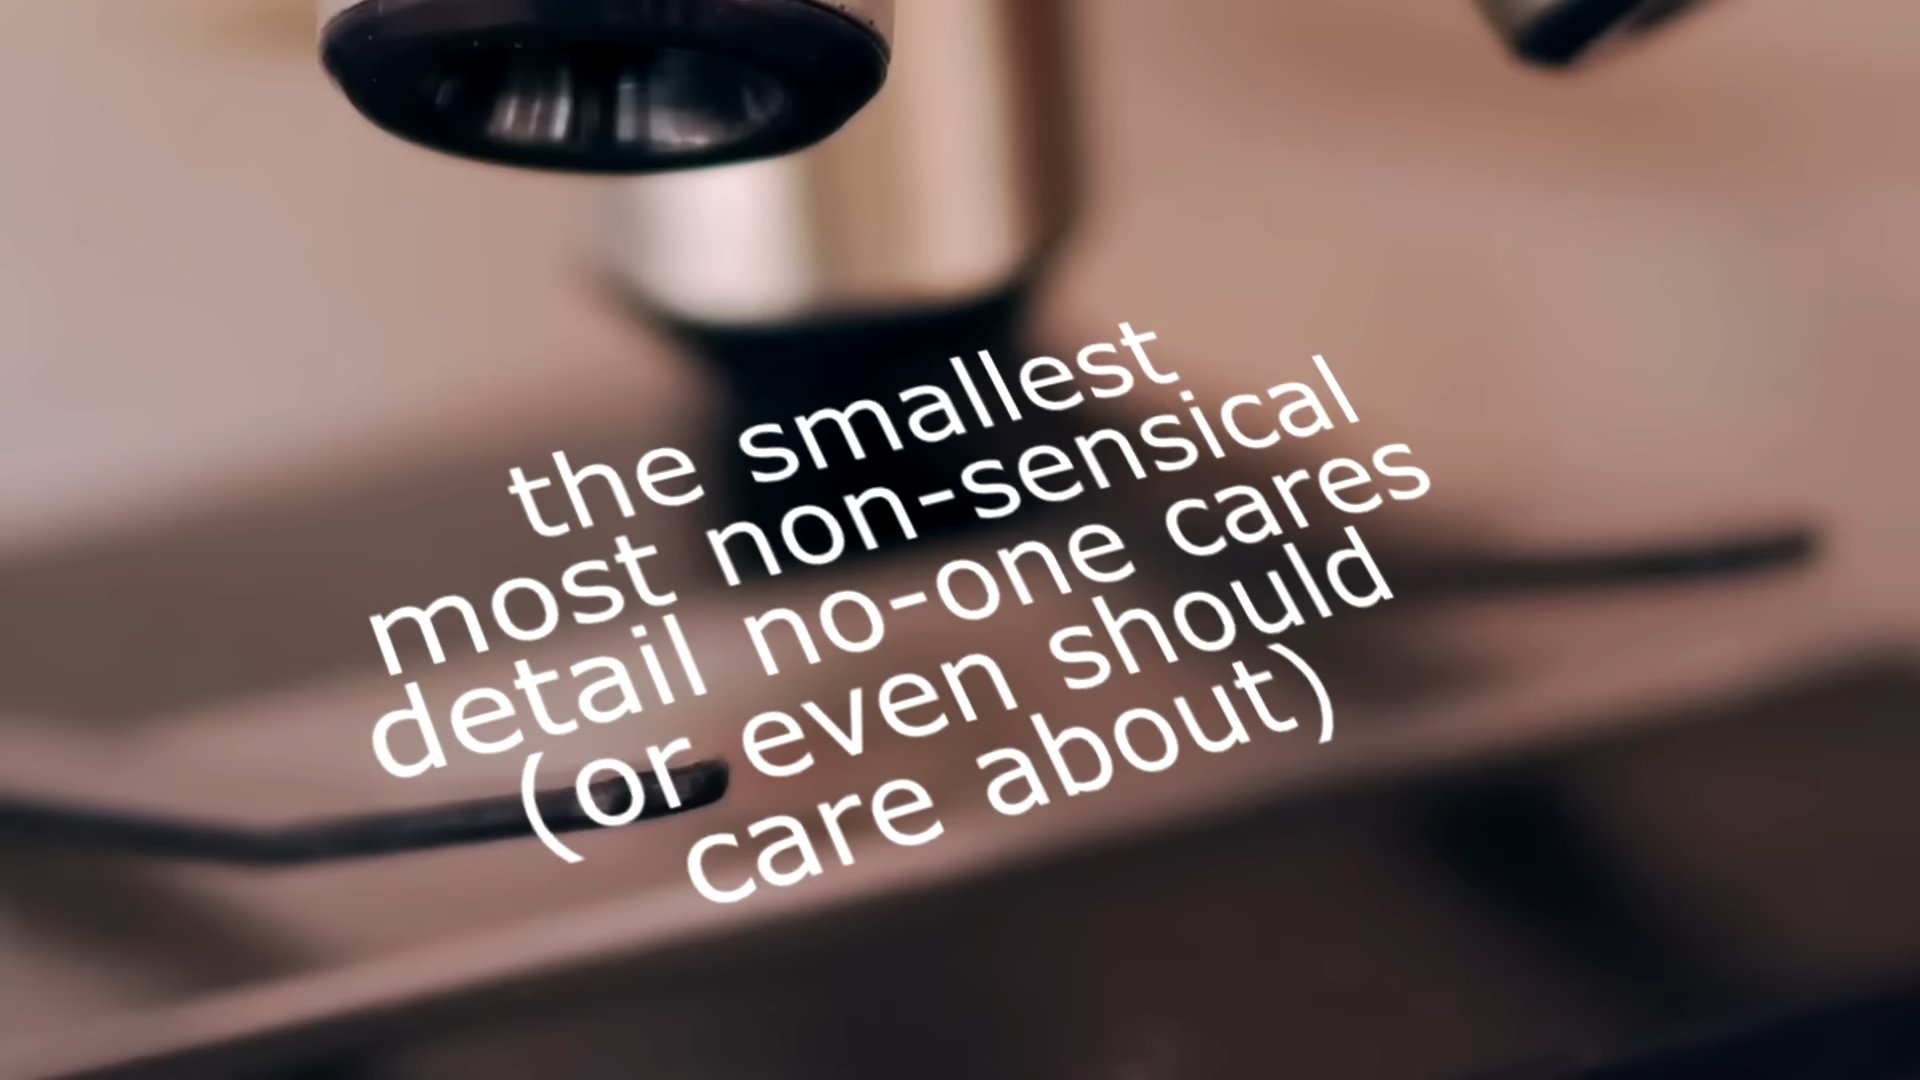 the smallest
most non-sensical
detail no-one cares
(or even should
care about)